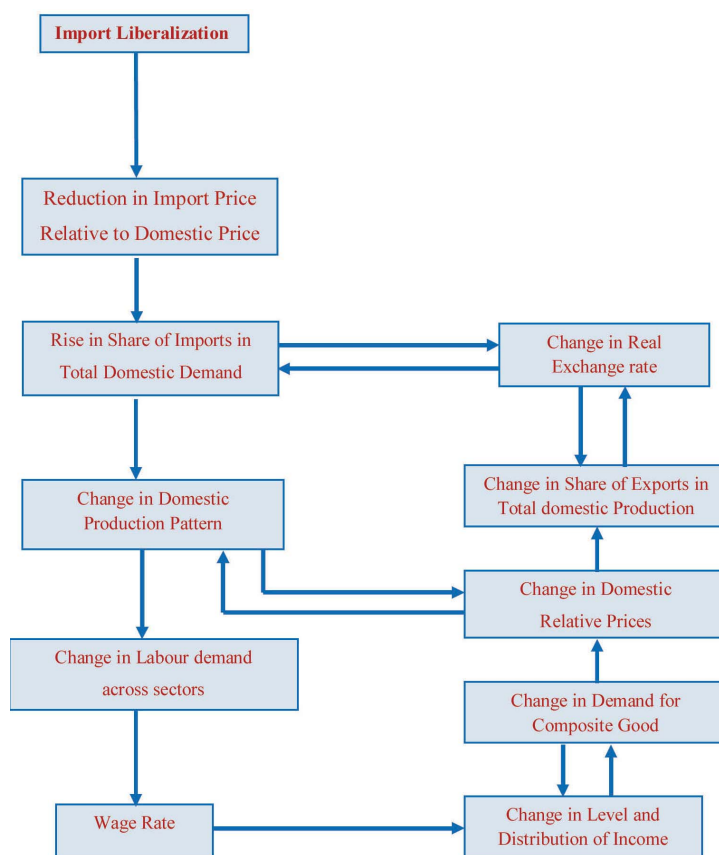 Import Liberalization
Reduction in Import Price
Relative to Domestic Price
Rise in Share of Imports in
Total Domestic Demand
Change in Real
Exchange rate
Change in Domestic
Production Pattern
Change in Share of Exports in
Total domestic Production
Change in Domestic
Relative Prices
Change in Labour demand
across sectors
Change in Demand for
Composite Good
Wage Rate
Change in Level and
Distribution of Income